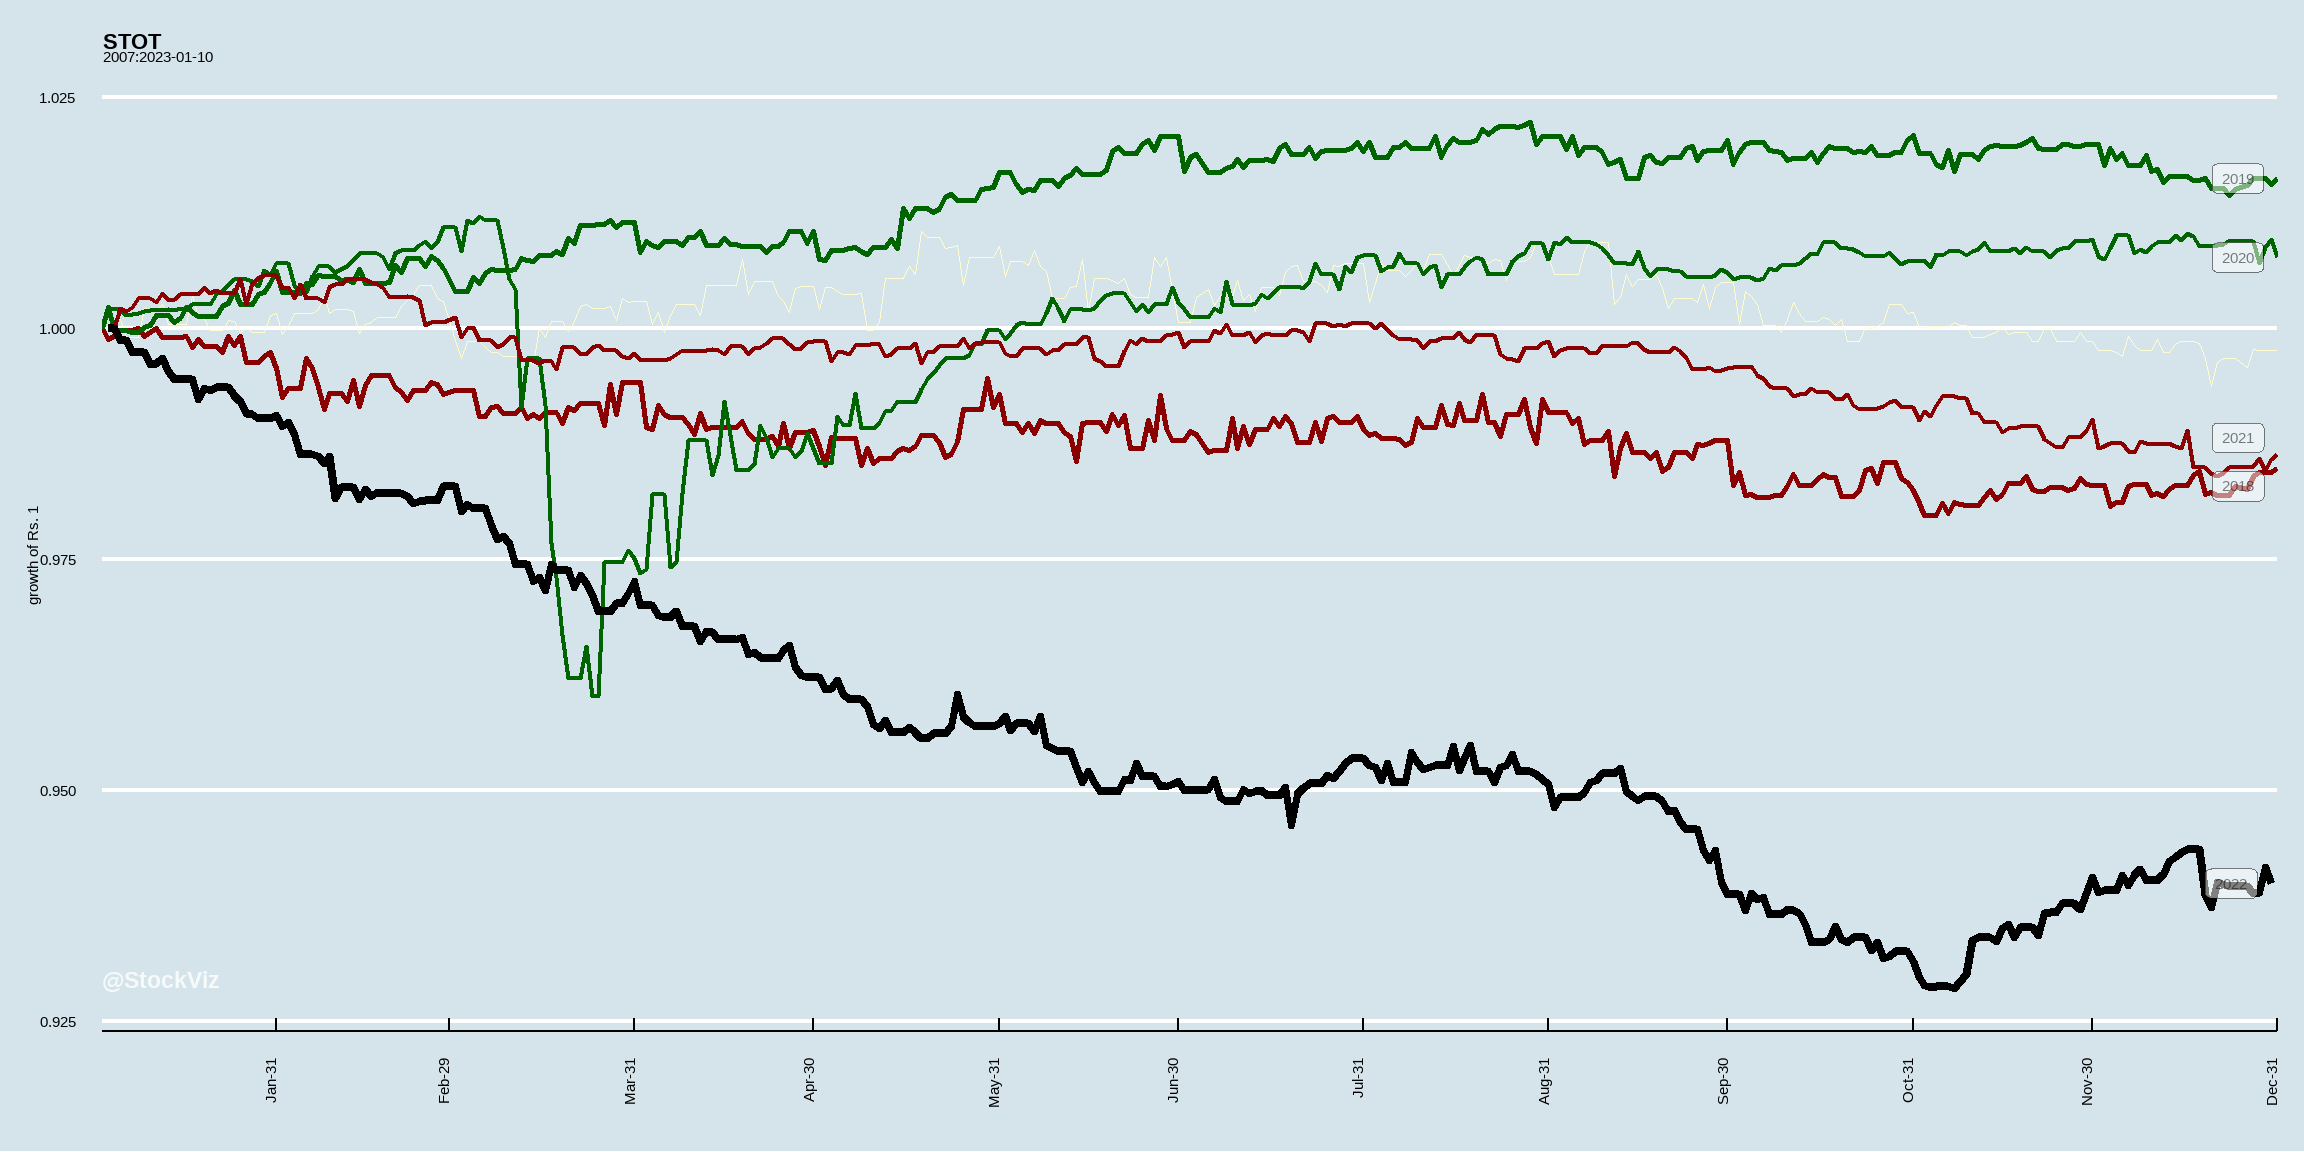 STOT
2007:2023-01-10
1.025
1.000
0.975
0.950
0.925
growth of Rs. 1
2019
2020
2021
2018
2022
@StockViz
Jan-31
Feb-29
Mar-31
Apr-30
May-31
Jun-30
Jul-31
Aug-31
Sep-30
Oct-31
Nov-30
Dec-31